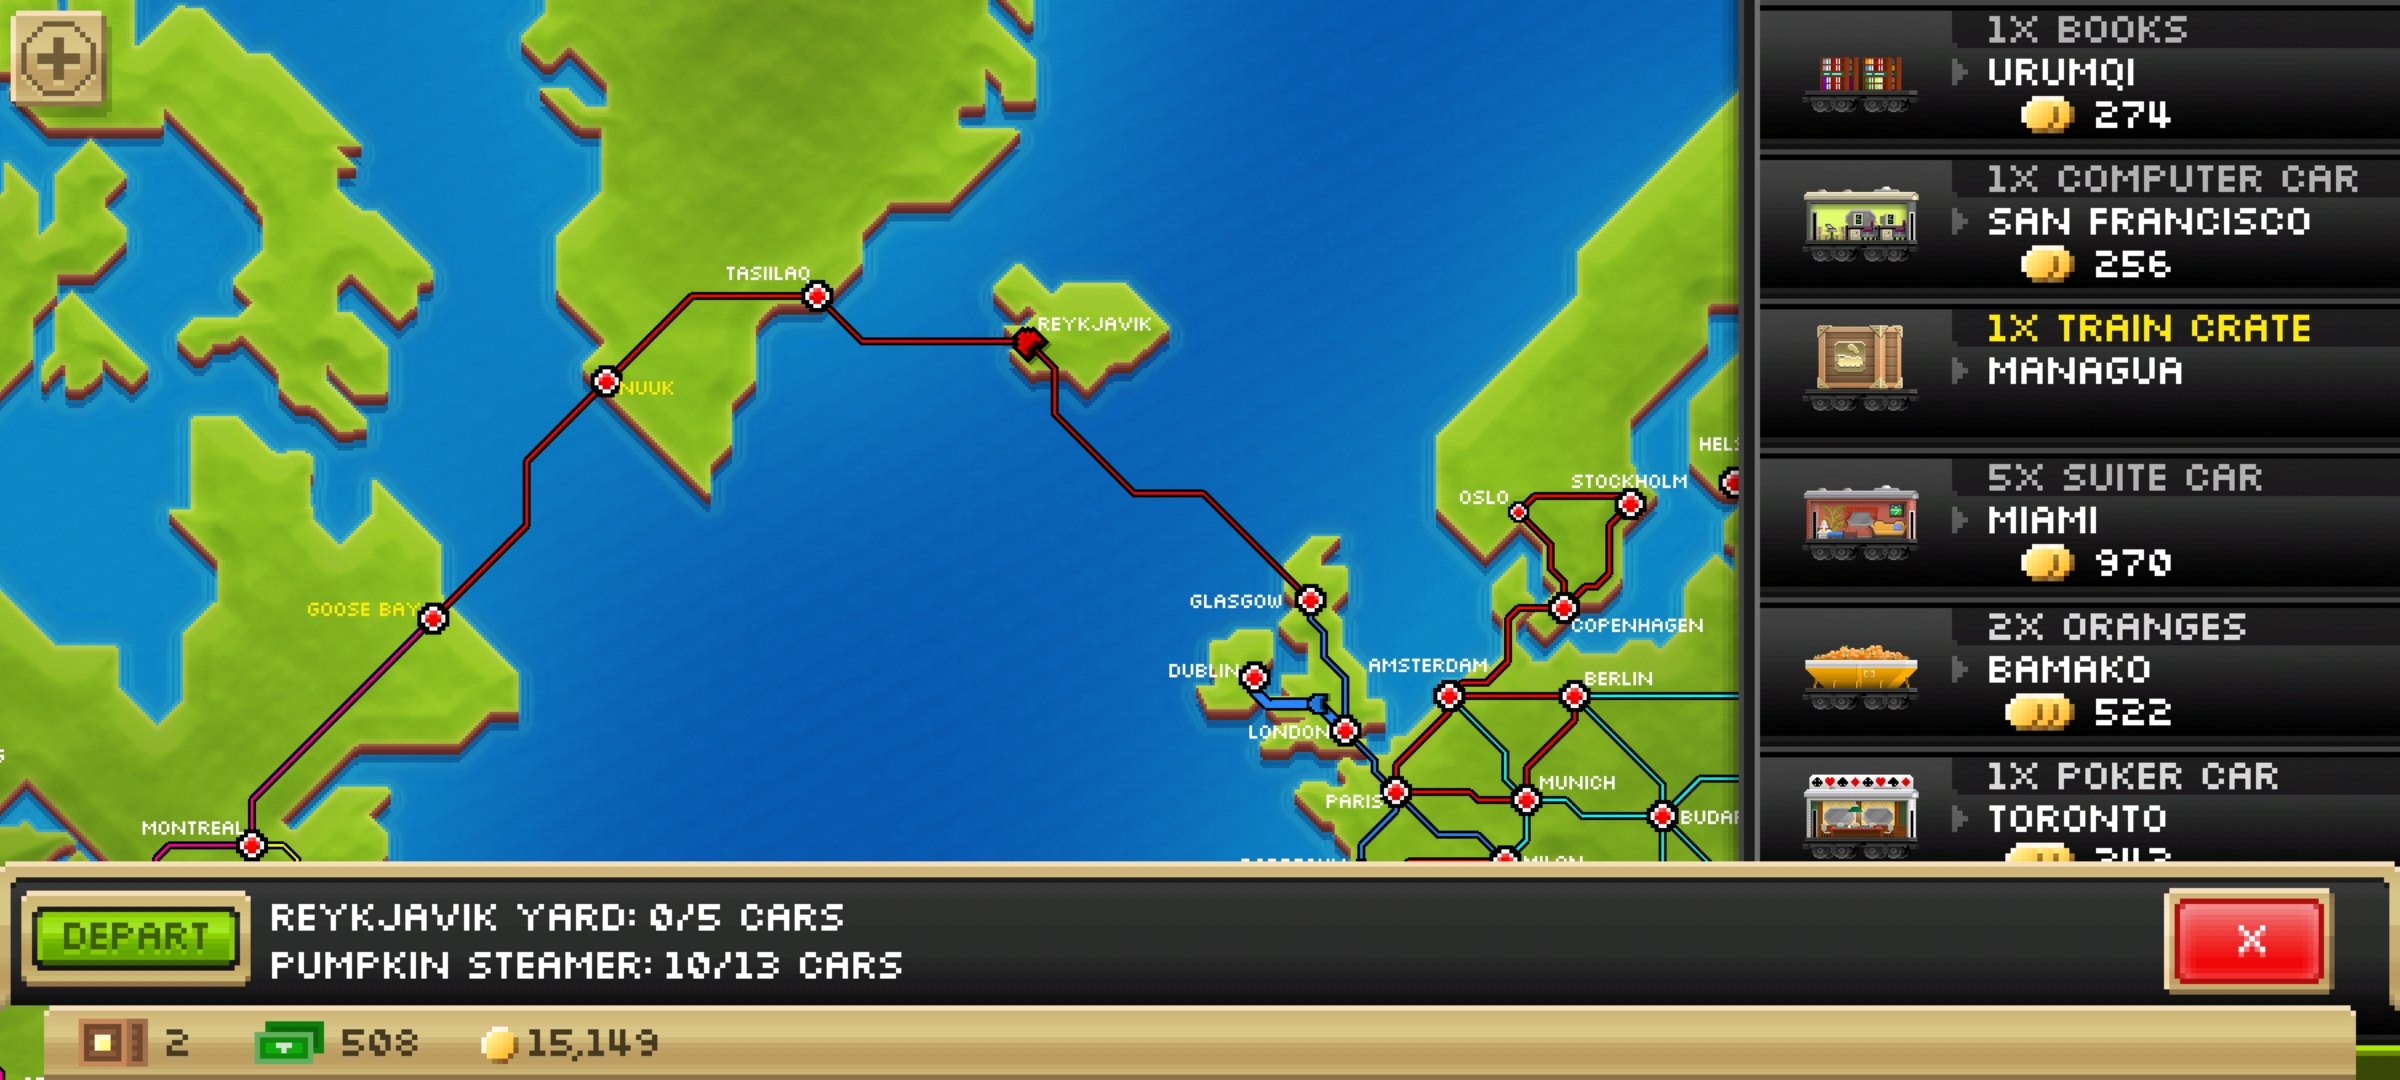 1X BOOKS
URUMQI
274
1X COMPUTER CAR
SAN FRANCISCO
256
1X TRAIN CRATE
MANAGUA
5X SUITE CAR
MIAMI
970
2X ORANGES
BAMAKO
522
1X POKER CAR
TORONTO
TASIILAQ
REYKJAVIK
NUUK
GOOSE BAY
MONTREAL
HELS
STOCKHOLM
OSLO
GLASGOW
COPENHAGEN
DUBLIN
AMSTERDAM
BERLIN
LONDON
MUNICH
PARIS
BUDAP
MILAN
DEPART
REYKJAVIK YARD: 0/5 CARS
PUMPKIN STEAMER: 10/13 CARS
X
2
508
15,149